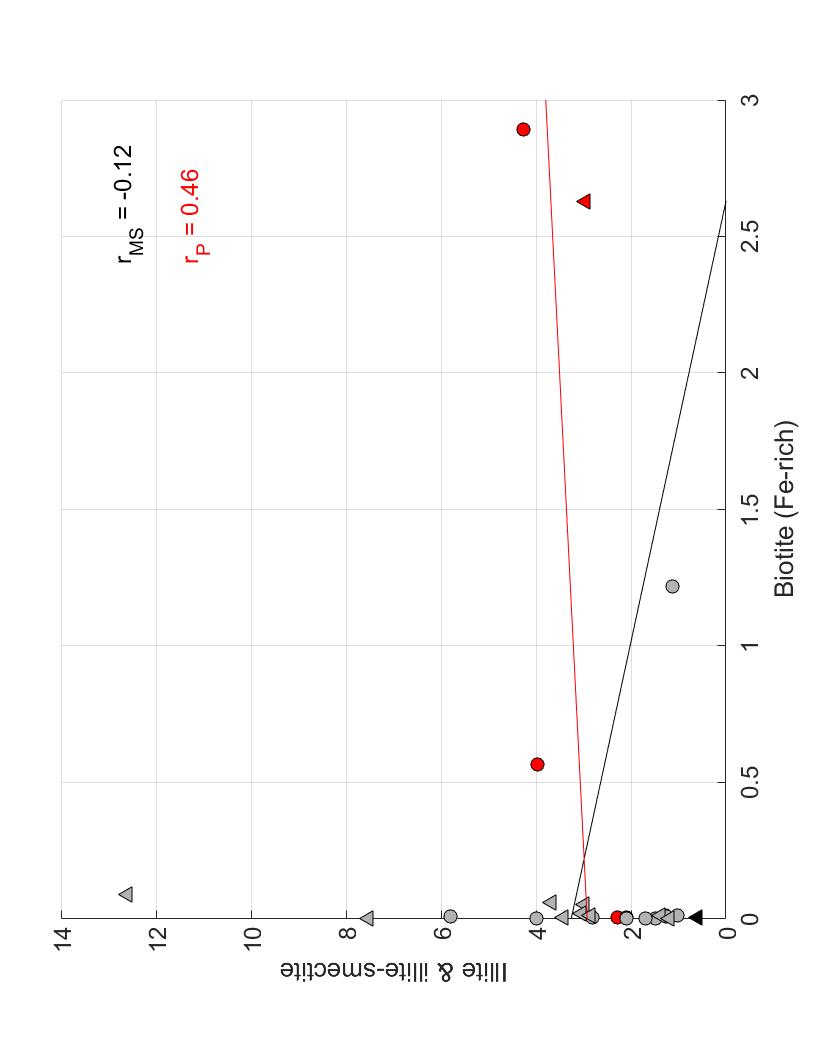 14
12
10
8
6
4
2
0
Illite & illite-smectite
r_MS = -0.12
r_P = 0.46
0 0.5 1 1.5 2 2.5 3
Biotite (Fe-rich)